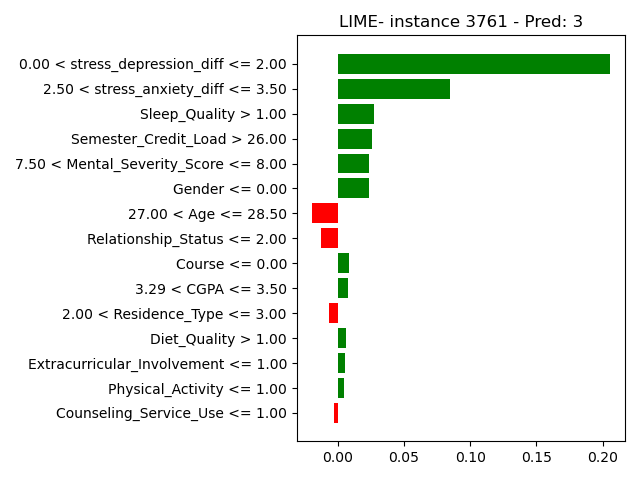 LIME- instance 3761 - Pred: 3
0.00 < stress_depression_diff <= 2.00
2.50 < stress_anxiety_diff <= 3.50
Sleep_Quality > 1.00
Semester_Credit_Load > 26.00
7.50 < Mental_Severity_Score <= 8.00
Gender <= 0.00
27.00 < Age <= 28.50
Relationship_Status <= 2.00
Course <= 0.00
3.29 < CGPA <= 3.50
2.00 < Residence_Type <= 3.00
Diet_Quality > 1.00
Extracurricular_Involvement <= 1.00
Physical_Activity <= 1.00
Counseling_Service_Use <= 1.00
0.00 0.05 0.10 0.15 0.20